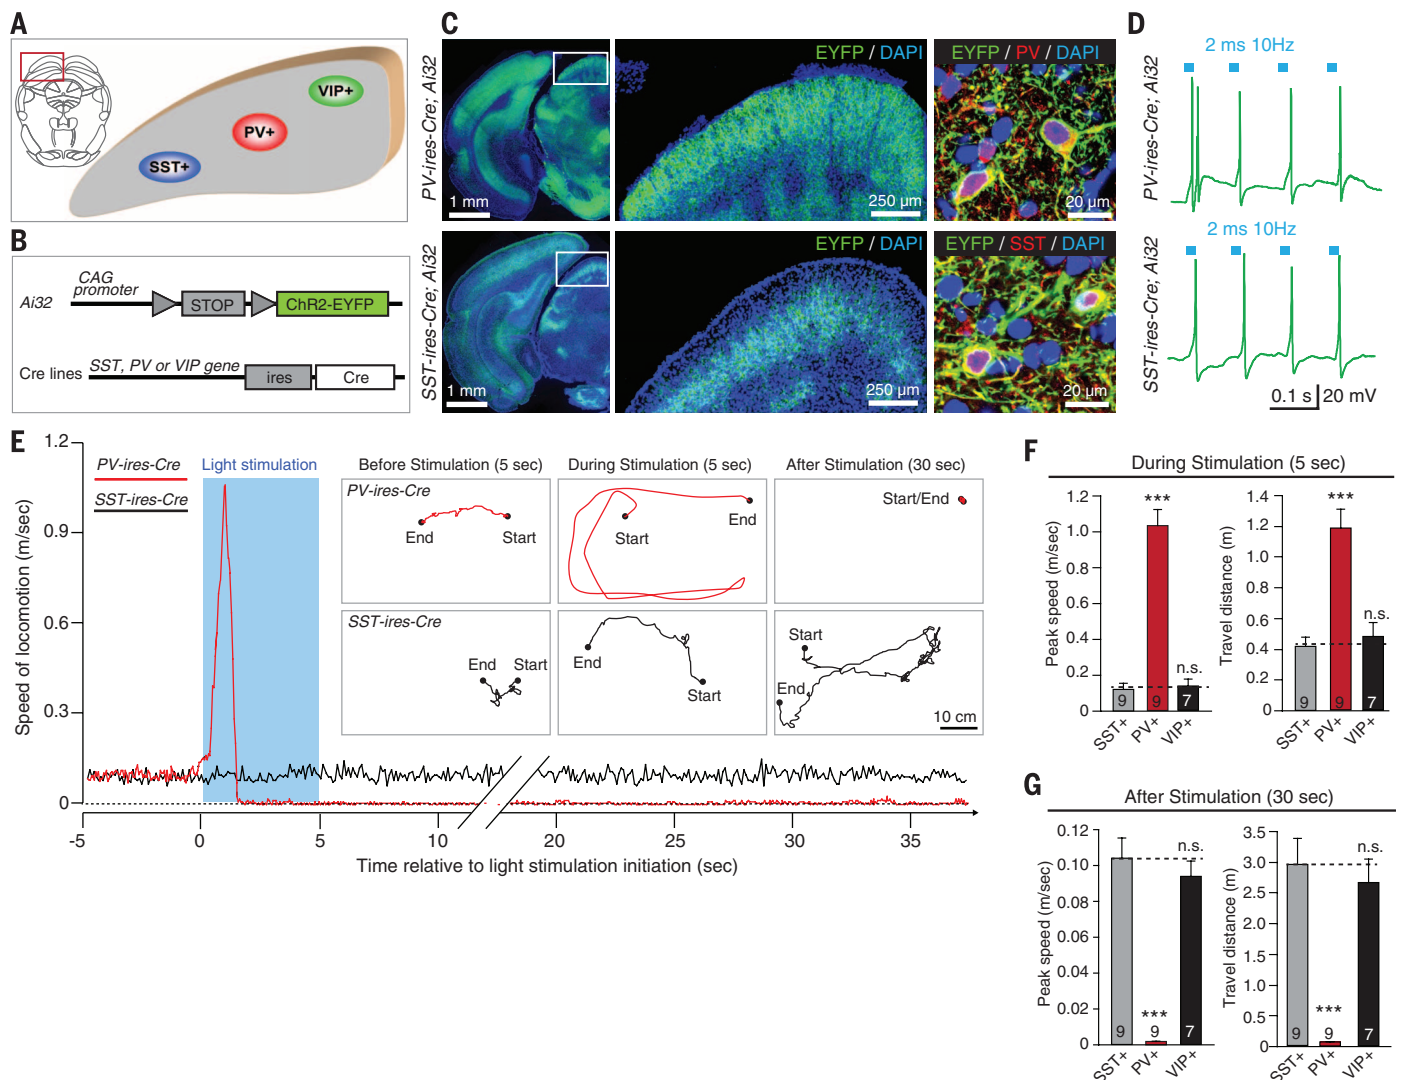 A
VIP+
PV+
SST+
B
CAG
promoter
Ai32
STOP
ChR2-EYFP
Cre lines
SST, PV or VIP gene
ires
Cre
C
PV-ires-Cre; Ai32
1 mm
EYFP / DAPI
250 µm
EYFP / PV / DAPI
20 µm
SST-ires-Cre; Ai32
1 mm
EYFP / DAPI
250 µm
EYFP / SST / DAPI
20 µm
D
PV-ires-Cre; Ai32
2 ms 10Hz
SST-ires-Cre; Ai32
2 ms 10Hz
0.1 s
20 mV
E
Speed of locomotion (m/sec)
1.2
0.9
0.6
0.3
0
PV-ires-Cre
SST-ires-Cre
Light stimulation
Before Stimulation (5 sec)
During Stimulation (5 sec)
After Stimulation (30 sec)
PV-ires-Cre
End
Start
Start
End
Start/End
SST-ires-Cre
End
Start
End
Start
Start
End
10 cm
-5
0
5
10
20
25
30
35
Time relative to light stimulation initiation (sec)
F
During Stimulation (5 sec)
Peak speed (m/sec)
1.2
1.0
0.8
0.6
0.4
0.2
0
***
n.s.
9
9
7
SST+
PV+
VIP+
Travel distance (m)
1.4
1.2
1.0
0.8
0.6
0.4
0.2
0
***
n.s.
9
9
7
SST+
PV+
VIP+
G
After Stimulation (30 sec)
Peak speed (m/sec)
0.12
0.10
0.08
0.06
0.04
0.02
0
n.s.
***
9
9
7
SST+
PV+
VIP+
Travel distance (m)
3.5
3.0
2.5
2.0
1.5
1.0
0.5
0
n.s.
***
9
9
7
SST+
PV+
VIP+